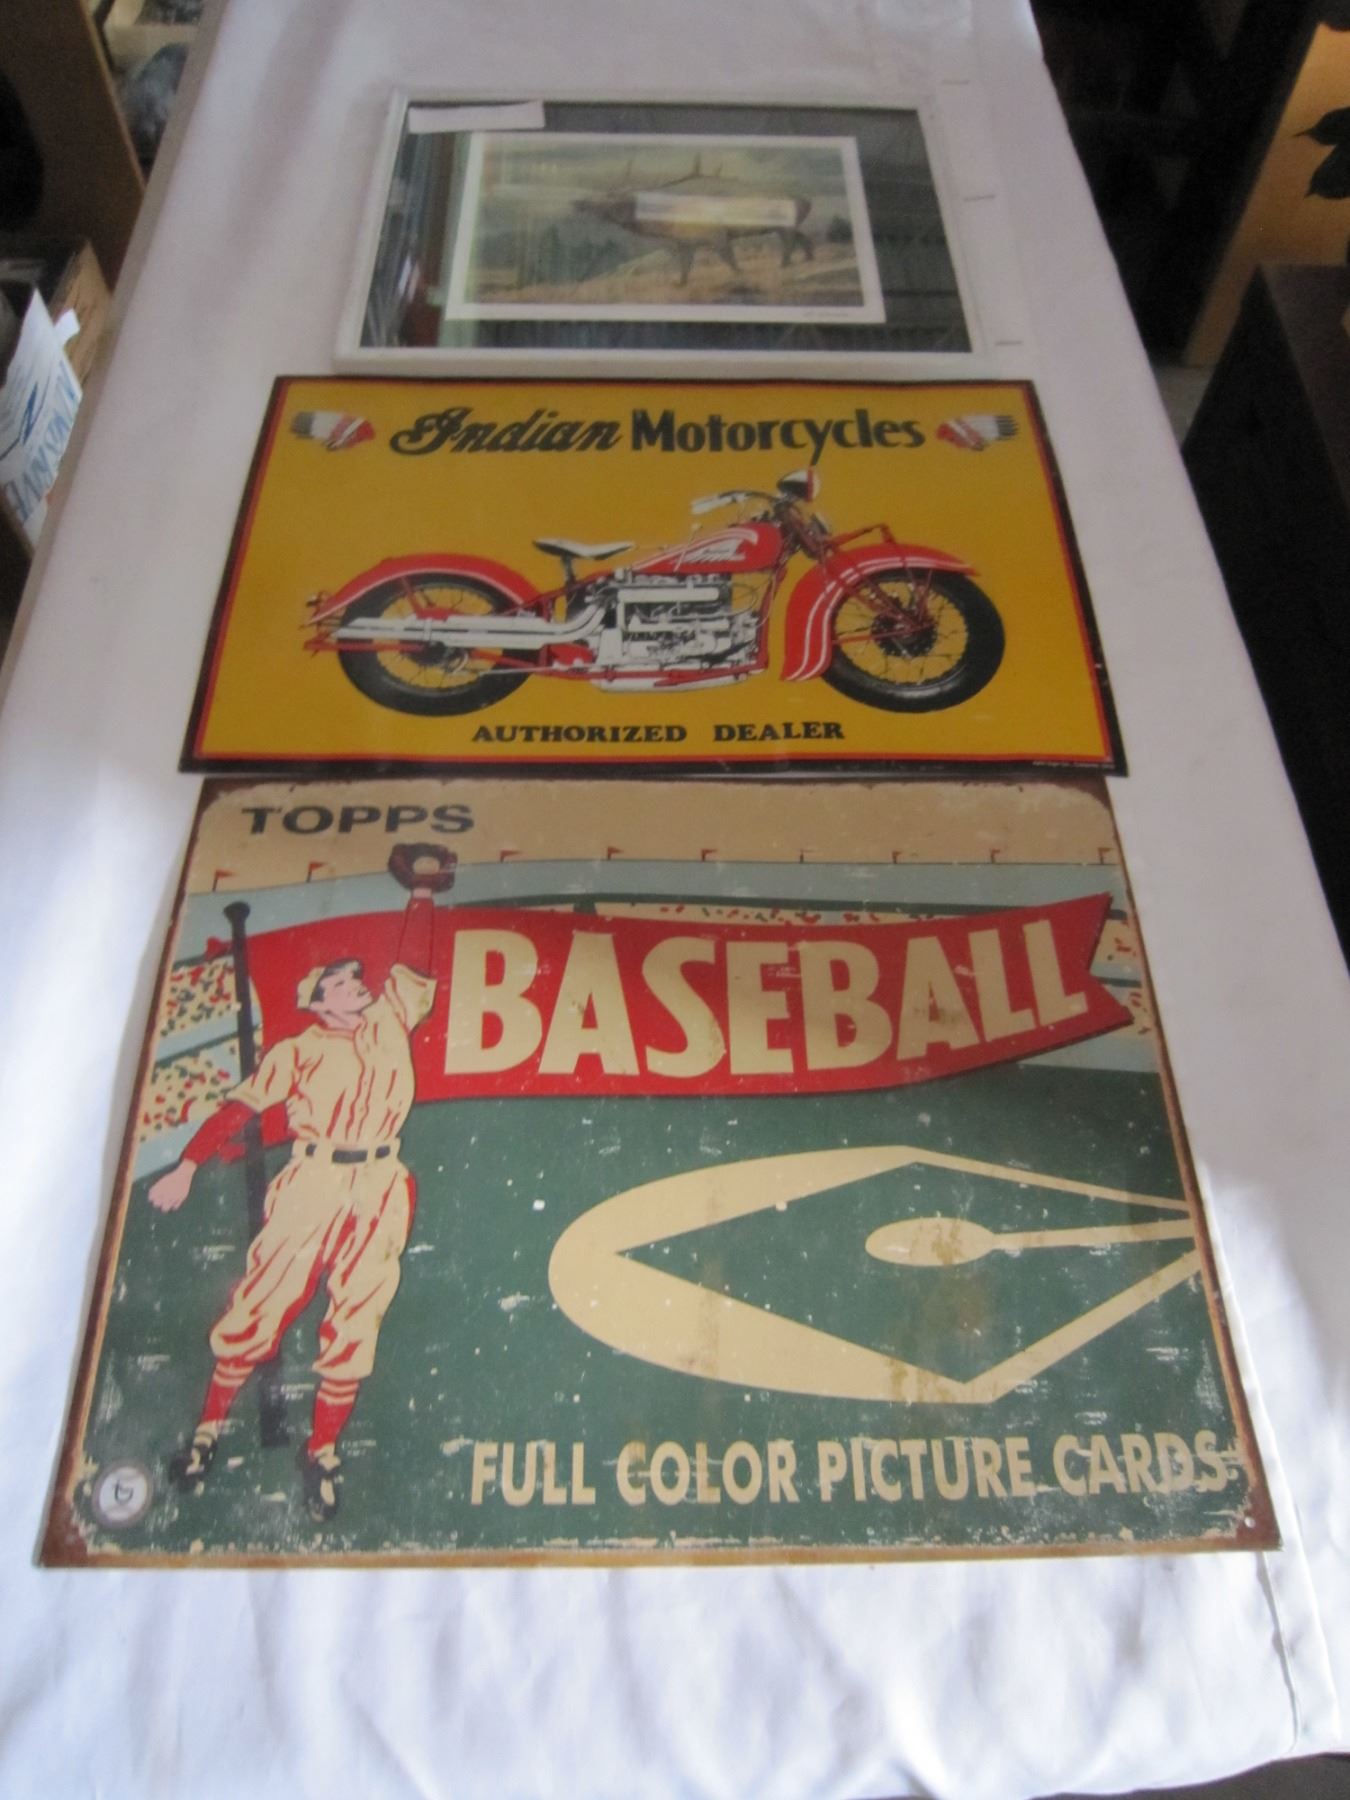 Indian Motorcycles
AUTHORIZED DEALER
TOPPS
BASEBALL
FULL COLOR PICTURE CARDS